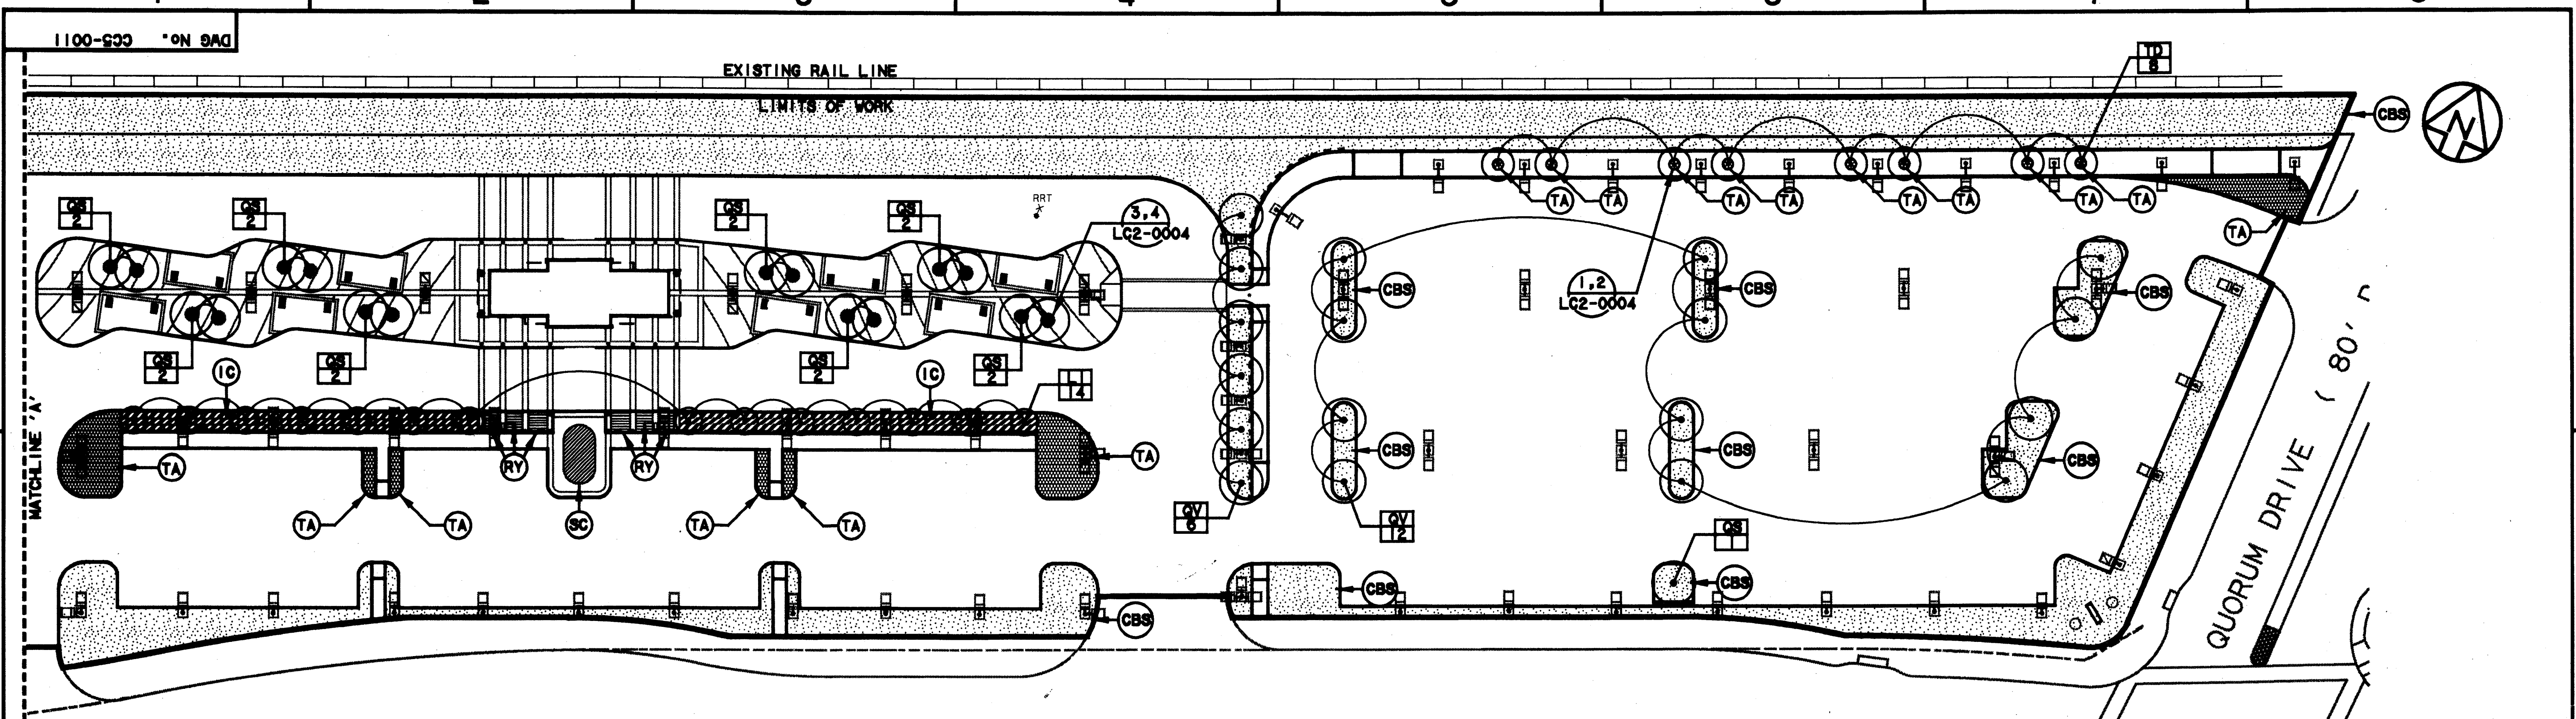 DWG No. CC5-0011
EXISTING RAIL LINE
LIMITS OF WORK
TD
8
CBS
N
QS
2
QS
2
QS
2
QS
2
RRT
3,4
LC2-0004
TA
TA
TA
TA
TA
TA
TA
TA
TA
CBS
1,2
LC2-0004
CBS
CBS
QS
2
QS
2
QS
2
QS
2
IC
IC
14
MATCHLINE 'A'
TA
RY
RY
TA
CBS
CBS
CBS
TA
TA
SC
TA
TA
QV
6
QV
12
QS
1
CBS
CBS
CBS
QUORUM DRIVE ( 80'